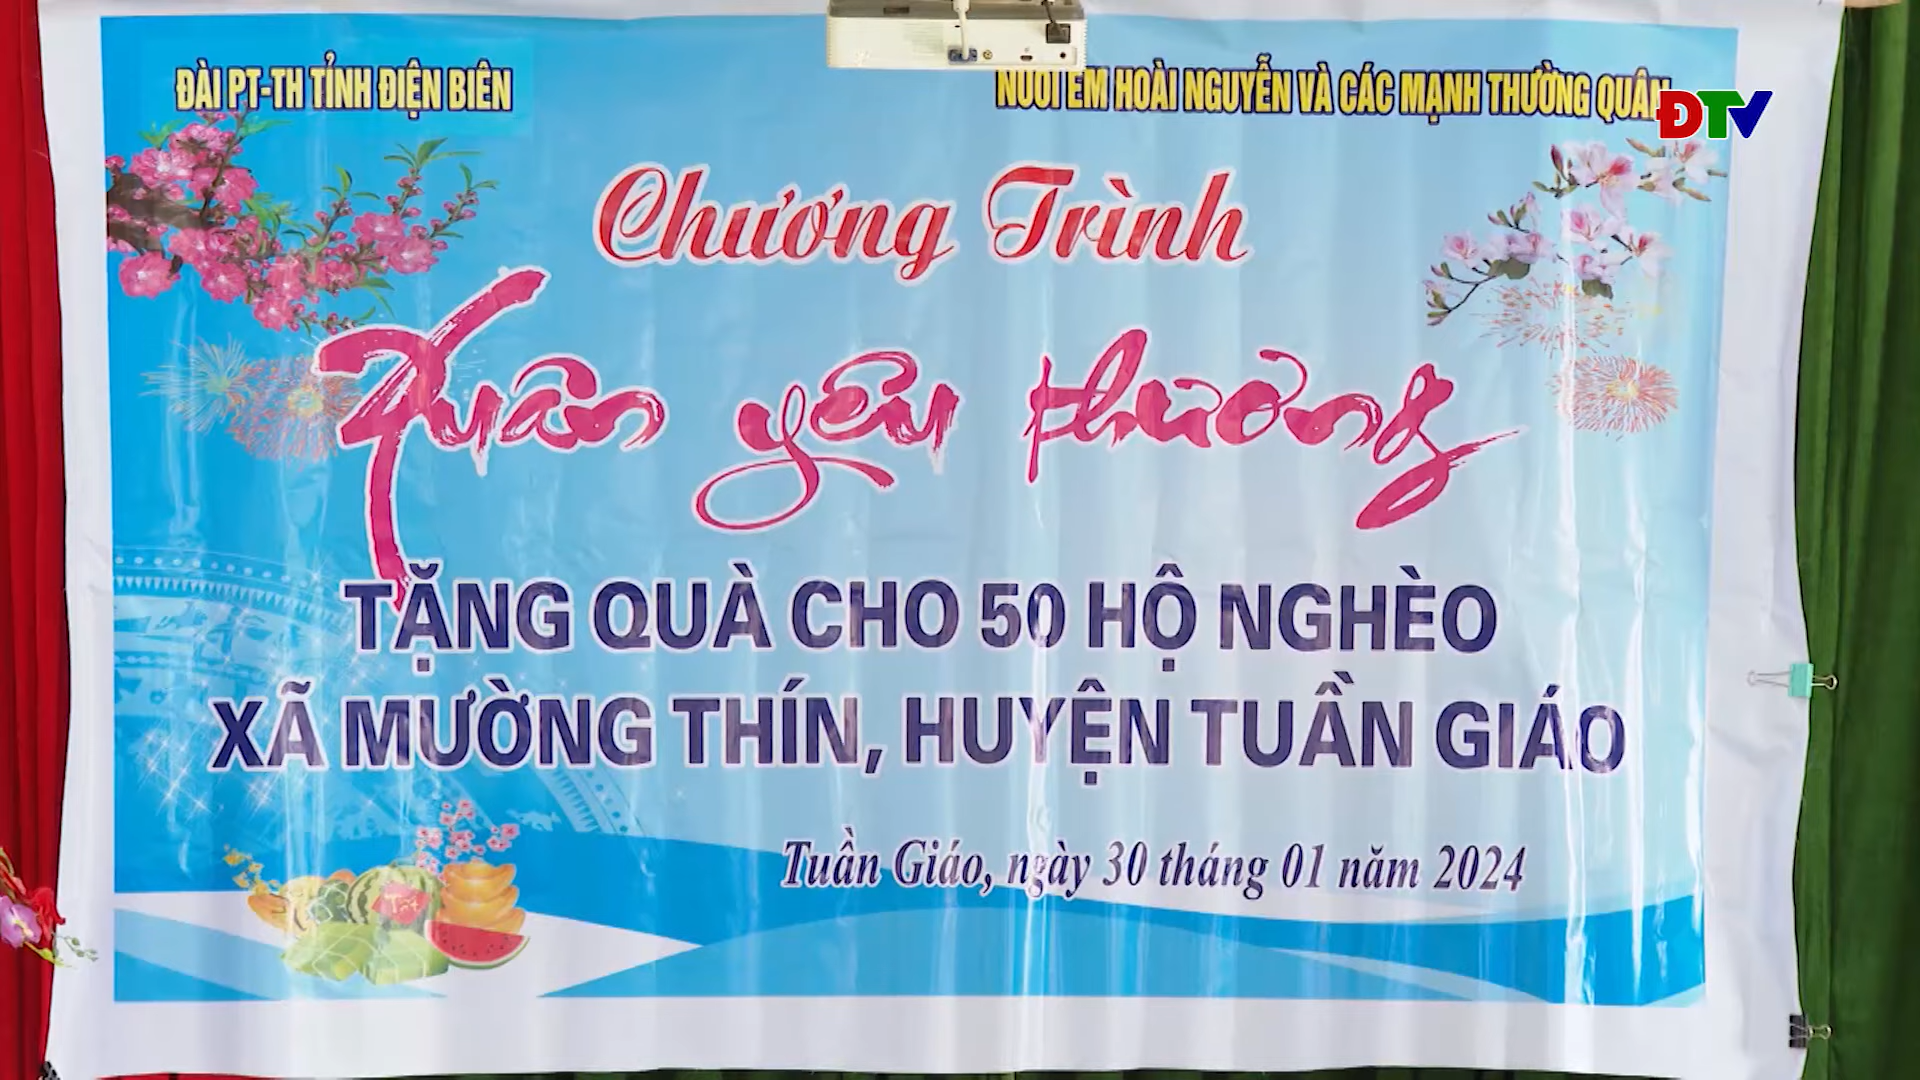 ĐÀI PT-TH TỈNH ĐIỆN BIÊN
NUÔI EM HOÀI NGUYỄN VÀ CÁC MẠNH THƯỜNG QUÂN
ĐTV
Chương Trình
Xuân yêu thương
TẶNG QUÀ CHO 50 HỘ NGHÈO
XÃ MƯỜNG THÍN, HUYỆN TUẦN GIÁO
Tuần Giáo, ngày 30 tháng 01 năm 2024